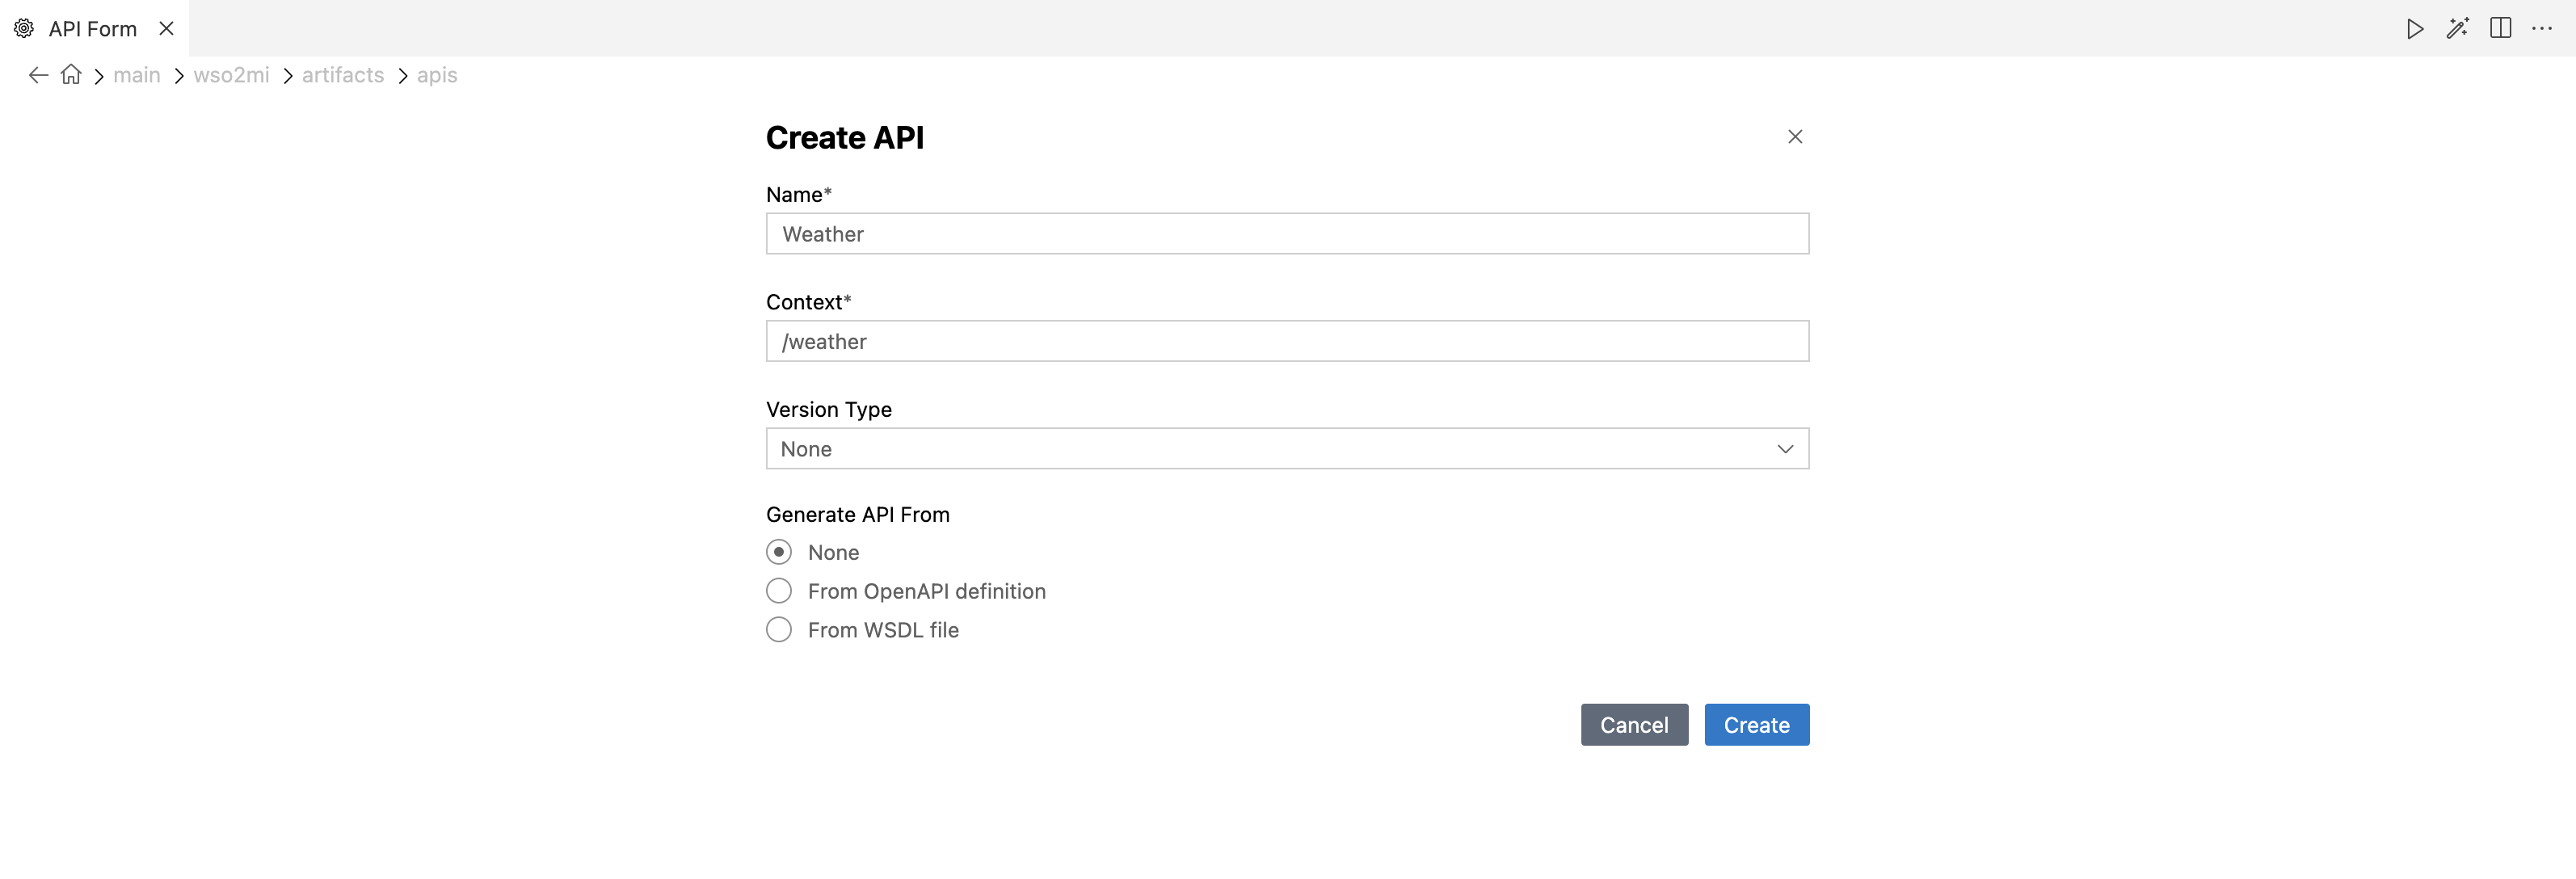 API Form
main wso2mi artifacts apis
Create API
Name*
Weather
Context*
/weather
Version Type
None
Generate API From
None
From OpenAPI definition
From WSDL file
Cancel Create